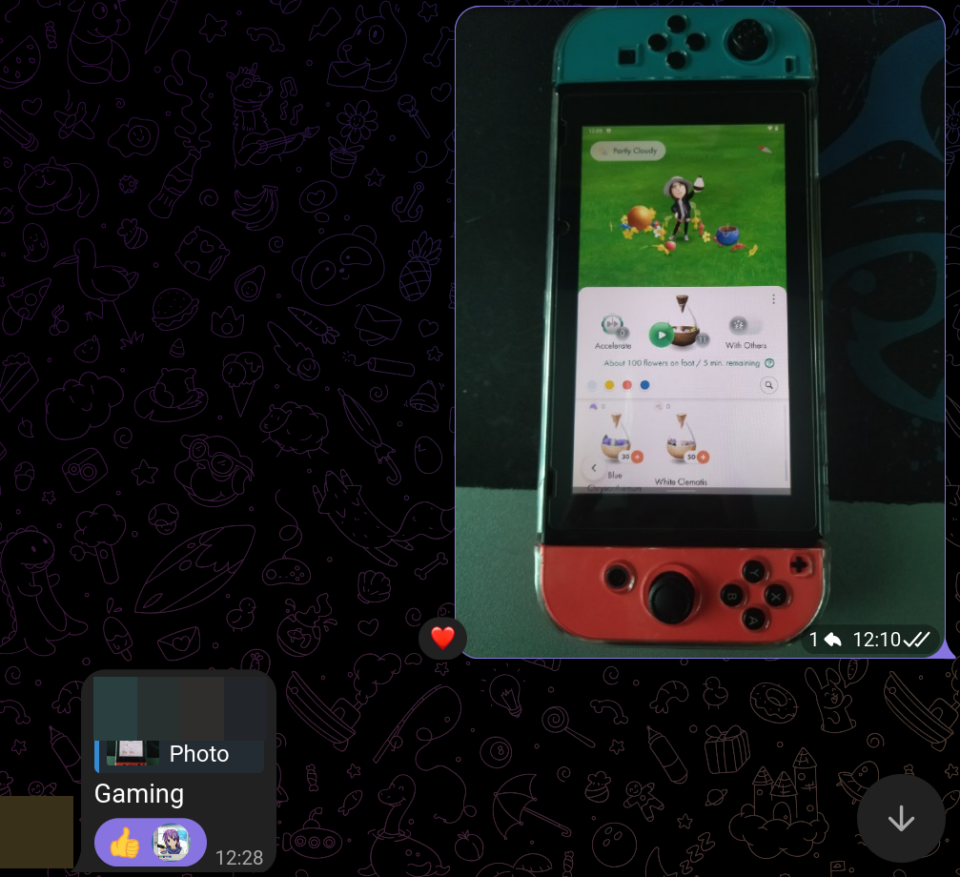 Partly Cloudy
Accelerate
With Others
About 100 flowers on foot / 5 min. remaining
30
50
Blue
White Clematis
Y
X
B
A
1
12:10
Photo
Gaming
12:28